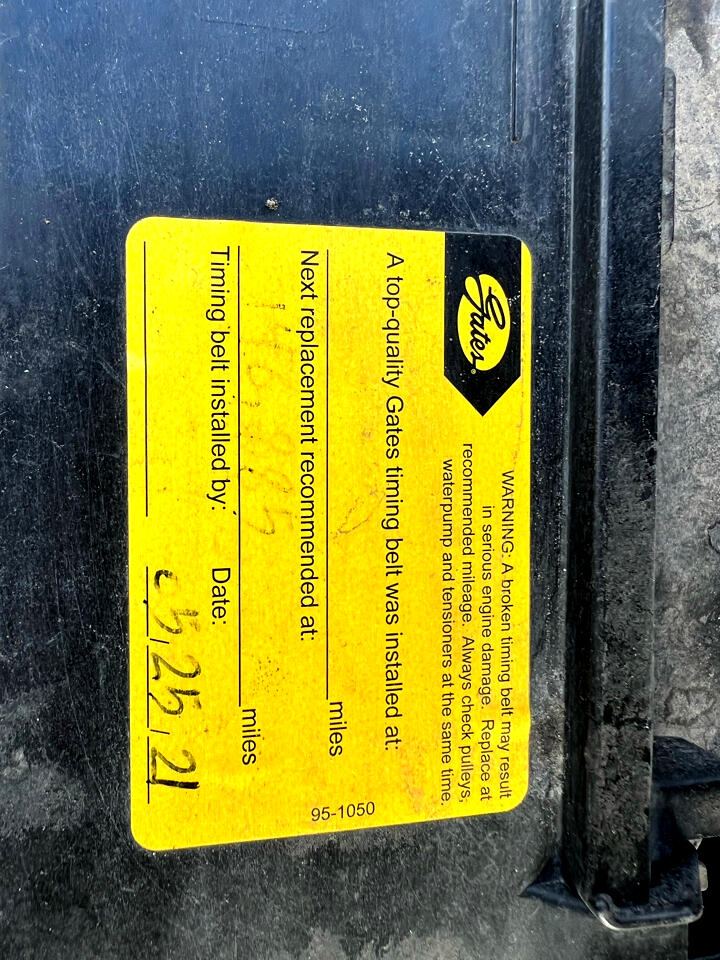 Gates®
WARNING: A broken timing belt may result
in serious engine damage. Replace at
recommended mileage. Always check pulleys,
waterpump and tensioners at the same time.
A top-quality Gates timing belt was installed at:
miles
Next replacement recommended at:
miles
Timing belt installed by: Date:
05, 25, 21
95-1050